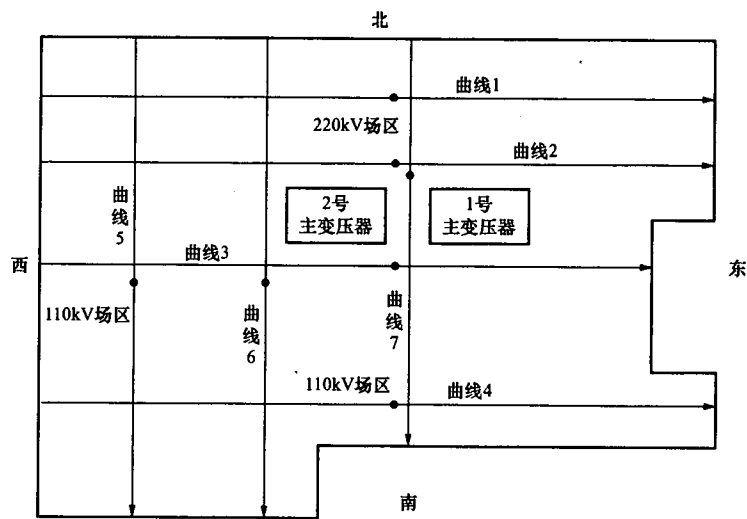 北
曲线1
220kV场区
曲线2
曲
线
5
2号
主变压器
1号
主变压器
西
曲线3
东
110kV场区
曲
线
6
曲
线
7
110kV场区
曲线4
南